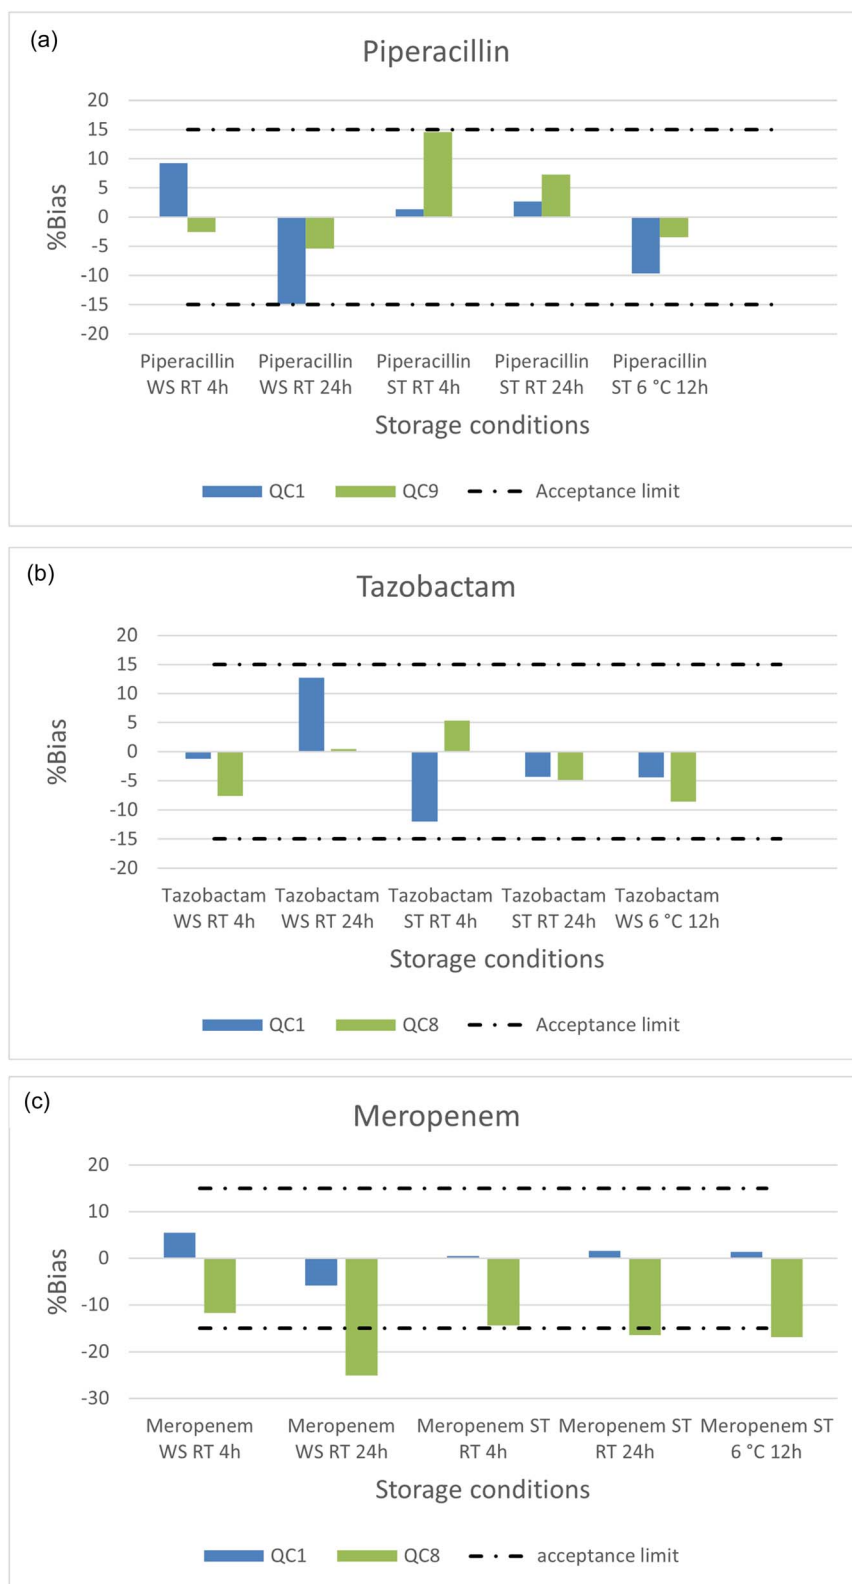 (a)
Piperacillin
20
15
10
5
0
-5
-10
-15
-20
%Bias
Piperacillin WS RT 4h
Piperacillin WS RT 24h
Piperacillin ST RT 4h
Piperacillin ST RT 24h
Piperacillin ST 6 °C 12h
Storage conditions
QC1 QC9 Acceptance limit
(b)
Tazobactam
20
15
10
5
0
-5
-10
-15
-20
%Bias
Tazobactam WS RT 4h
Tazobactam WS RT 24h
Tazobactam ST RT 4h
Tazobactam ST RT 24h
Tazobactam WS 6 °C 12h
Storage conditions
QC1 QC8 Acceptance limit
(c)
Meropenem
20
10
0
-10
-20
-30
%Bias
Meropenem WS RT 4h
Meropenem WS RT 24h
Meropenem ST RT 4h
Meropenem ST RT 24h
Meropenem ST 6 °C 12h
Storage conditions
QC1 QC8 acceptance limit